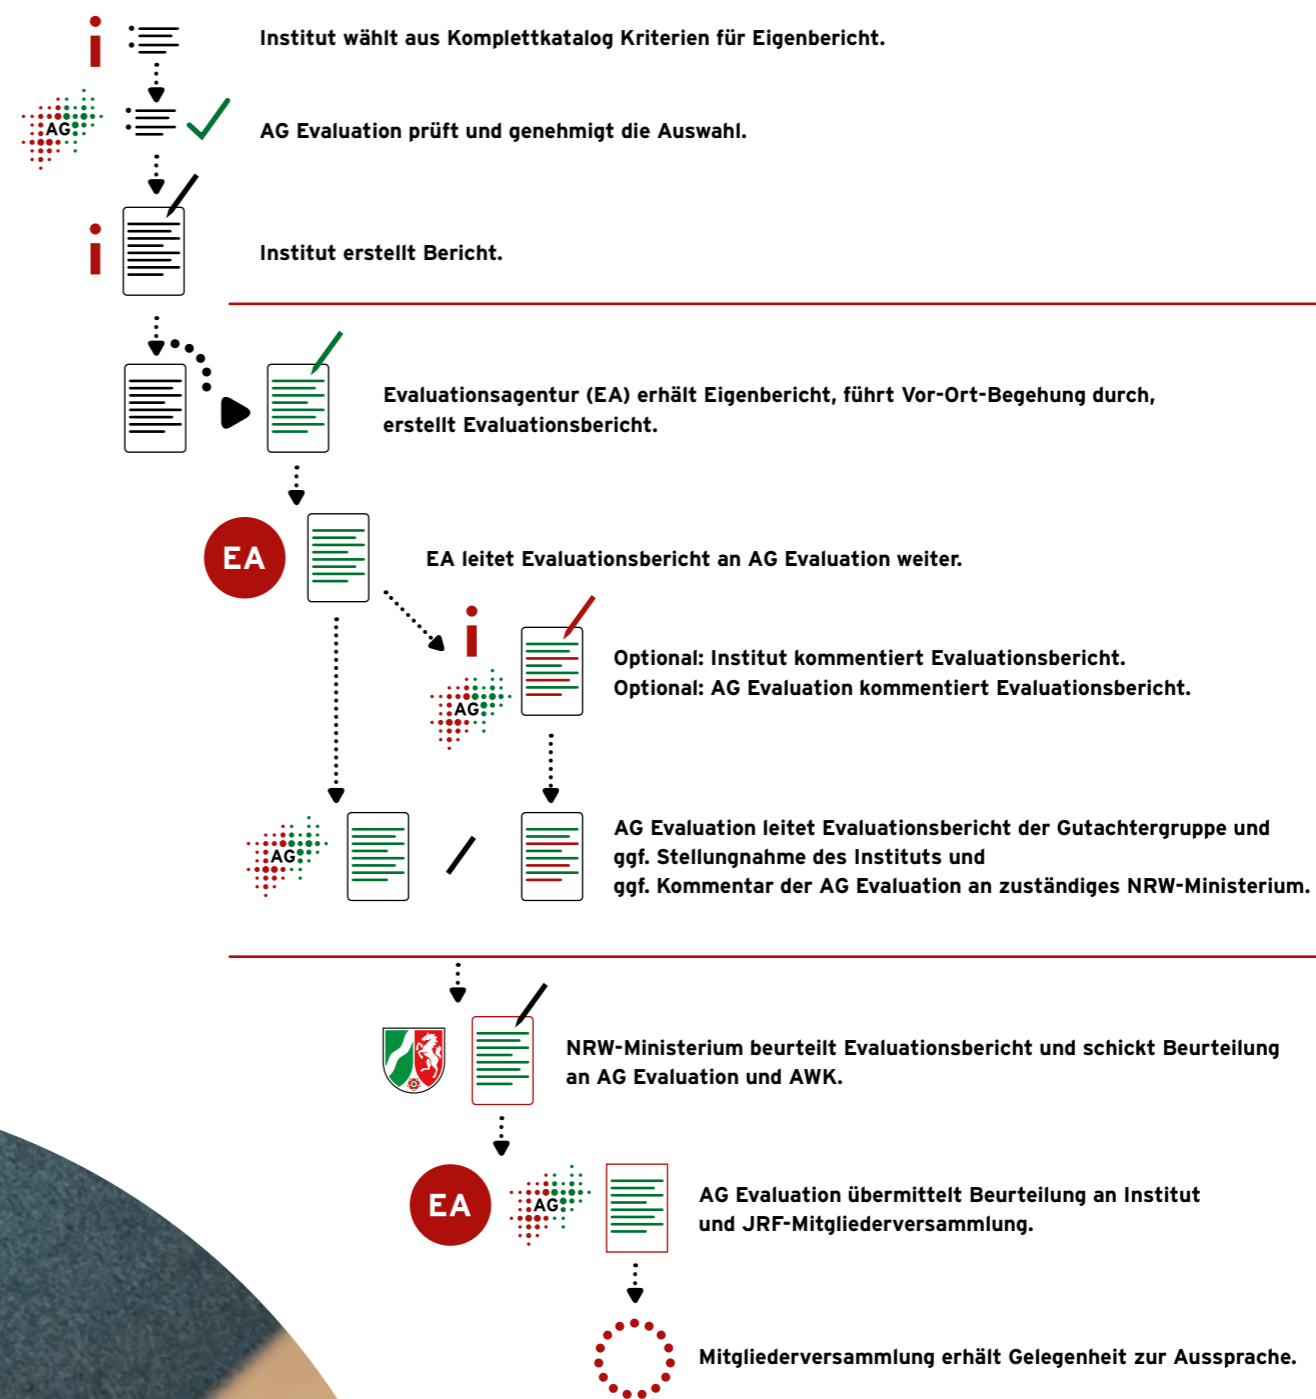 Institut wählt aus Komplettkatalog Kriterien für Eigenbericht.
AG
AG Evaluation prüft und genehmigt die Auswahl.
Institut erstellt Bericht.
Evaluationsagentur (EA) erhält Eigenbericht, führt Vor-Ort-Begehung durch,
erstellt Evaluationsbericht.
EA
EA leitet Evaluationsbericht an AG Evaluation weiter.
AG
Optional: Institut kommentiert Evaluationsbericht.
Optional: AG Evaluation kommentiert Evaluationsbericht.
AG
AG Evaluation leitet Evaluationsbericht der Gutachtergruppe und
ggf. Stellungnahme des Instituts und
ggf. Kommentar der AG Evaluation an zuständiges NRW-Ministerium.
NRW-Ministerium beurteilt Evaluationsbericht und schickt Beurteilung
an AG Evaluation und AWK.
EA
AG
AG Evaluation übermittelt Beurteilung an Institut
und JRF-Mitgliederversammlung.
Mitgliederversammlung erhält Gelegenheit zur Aussprache.